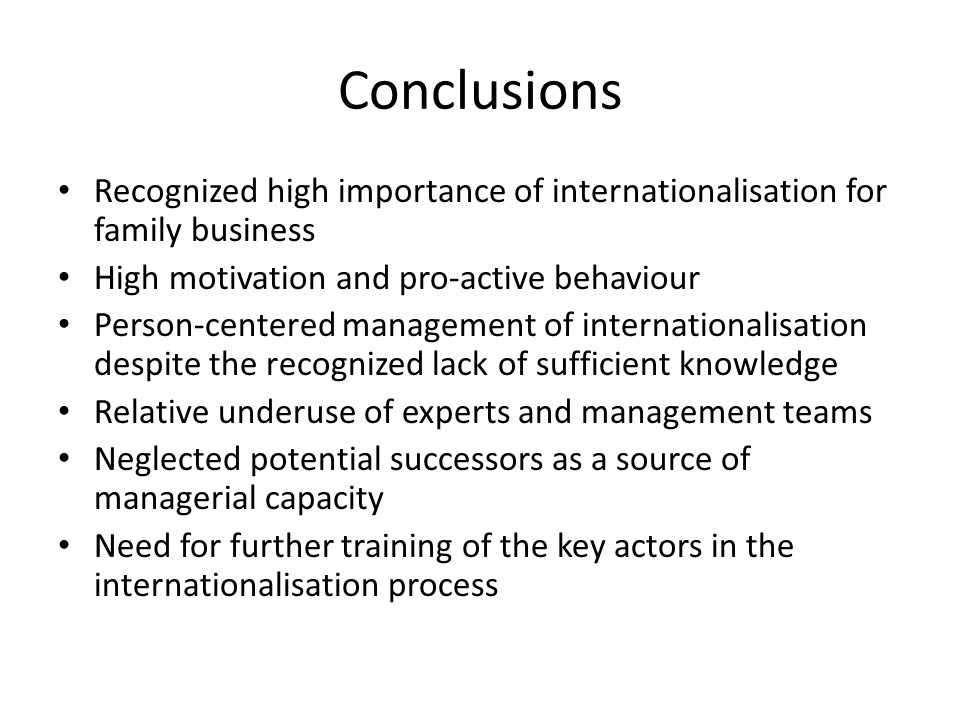 Conclusions
• Recognized high importance of internationalisation for
family business
• High motivation and pro-active behaviour
• Person-centered management of internationalisation
despite the recognized lack of sufficient knowledge
• Relative underuse of experts and management teams
• Neglected potential successors as a source of
managerial capacity
• Need for further training of the key actors in the
internationalisation process